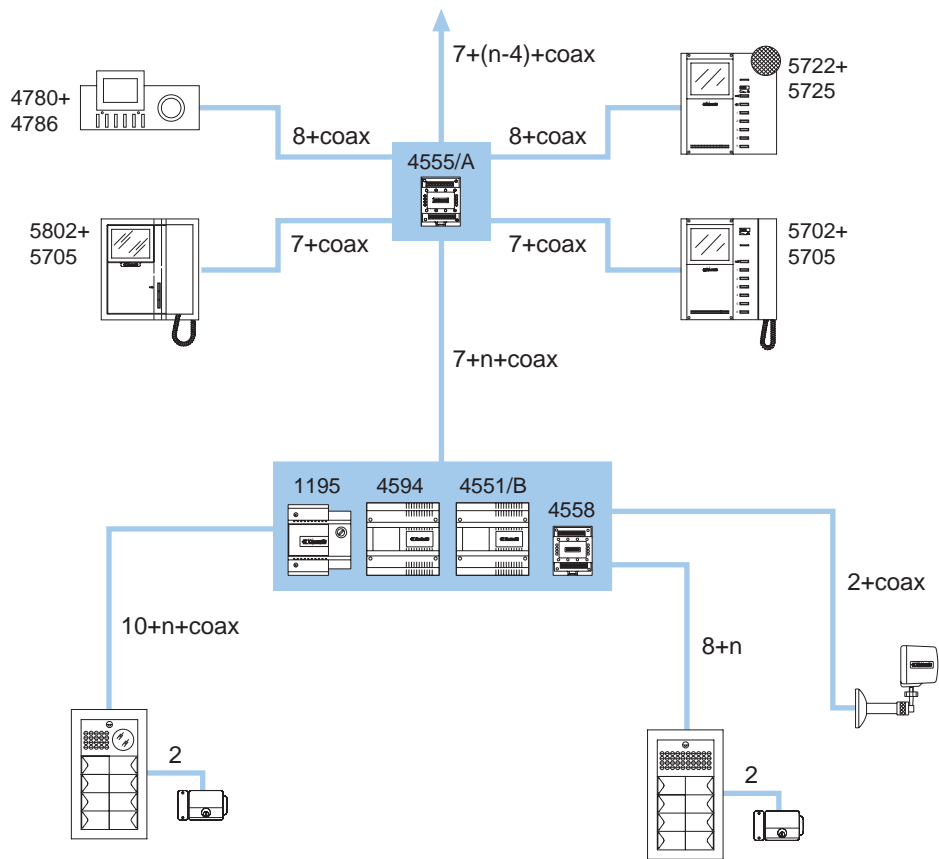 7+(n-4)+coax
4780+
4786
5722+
5725
8+coax
8+coax
4555/A
5802+
5705
7+coax
7+coax
5702+
5705
7+n+coax
1195
4594
4551/B
4558
2+coax
10+n+coax
8+n
2
2